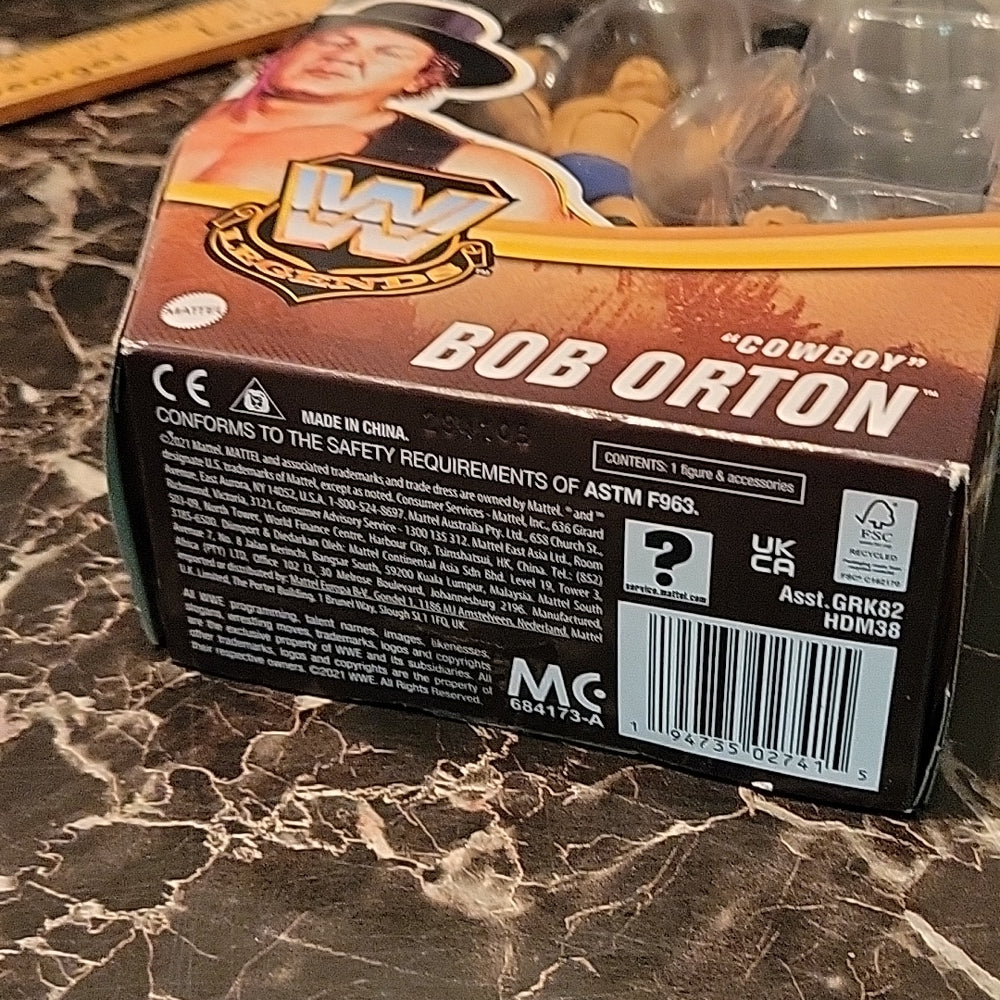 W
LEGENDS
MATTEL
"COWBOY"
BOB ORTON™
CE
MADE IN CHINA.
CONFORMS TO THE SAFETY REQUIREMENTS OF ASTM F963.
CONTENTS: 1 figure & accessories
©2021 Mattel. MATTEL and associated trademarks and trade dress are owned by Mattel. ® and ™
designate U.S. trademarks of Mattel, except as noted. Consumer Services - Mattel, Inc., 636 Girard
Avenue, East Aurora, NY 14052, U.S.A. 1-800-524-8697. Mattel Australia Pty. Ltd., 658 Church St.,
Richmond, Victoria, 3121. Consumer Advisory Service - 1300 135 312. Mattel East Asia Ltd., Room
503-09, North Tower, World Finance Centre, Harbour City, Tsimshatsui, HK, China. Tel.: (852)
3185-6500. Diimport & Diedarkan Oleh: Mattel Continental Asia Sdn Bhd. Level 19, Tower 3,
Avenue 7, No. 8 Jalan Kerinchi, Bangsar South, 59200 Kuala Lumpur, Malaysia. Mattel South
Africa (PTY) LTD, Office 102 I3, 30 Melrose Boulevard, Johannesburg 2196. Manufactured,
imported or distributed by: Mattel Europa B.V., Gondel 1, 1186 MJ Amstelveen, Nederland. Mattel
U.K. Limited, The Porter Building, 1 Brunel Way, Slough SL1 1FQ, UK.
All WWE programming, talent names, images, likenesses,
slogans, wrestling moves, trademarks, logos and copyrights
are the exclusive property of WWE and its subsidiaries. All
other trademarks, logos and copyrights are the property of
their respective owners. ©2021 WWE. All Rights Reserved.
?
service.mattel.com
UK
CA
FSC
RECYCLED
Asst.GRK82
HDM38
MC
684173-A
1 94735 02741 5